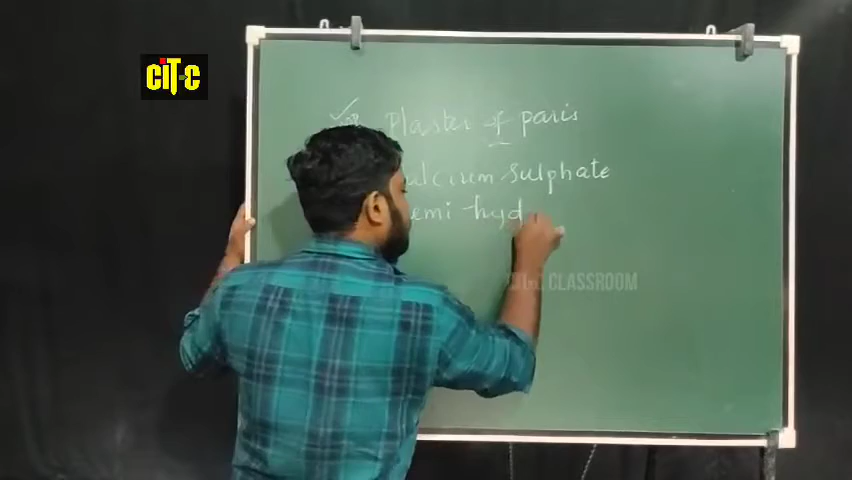 CiTC
Plaster of paris
alcium Sulphate
emi-hyd
CLASSROOM